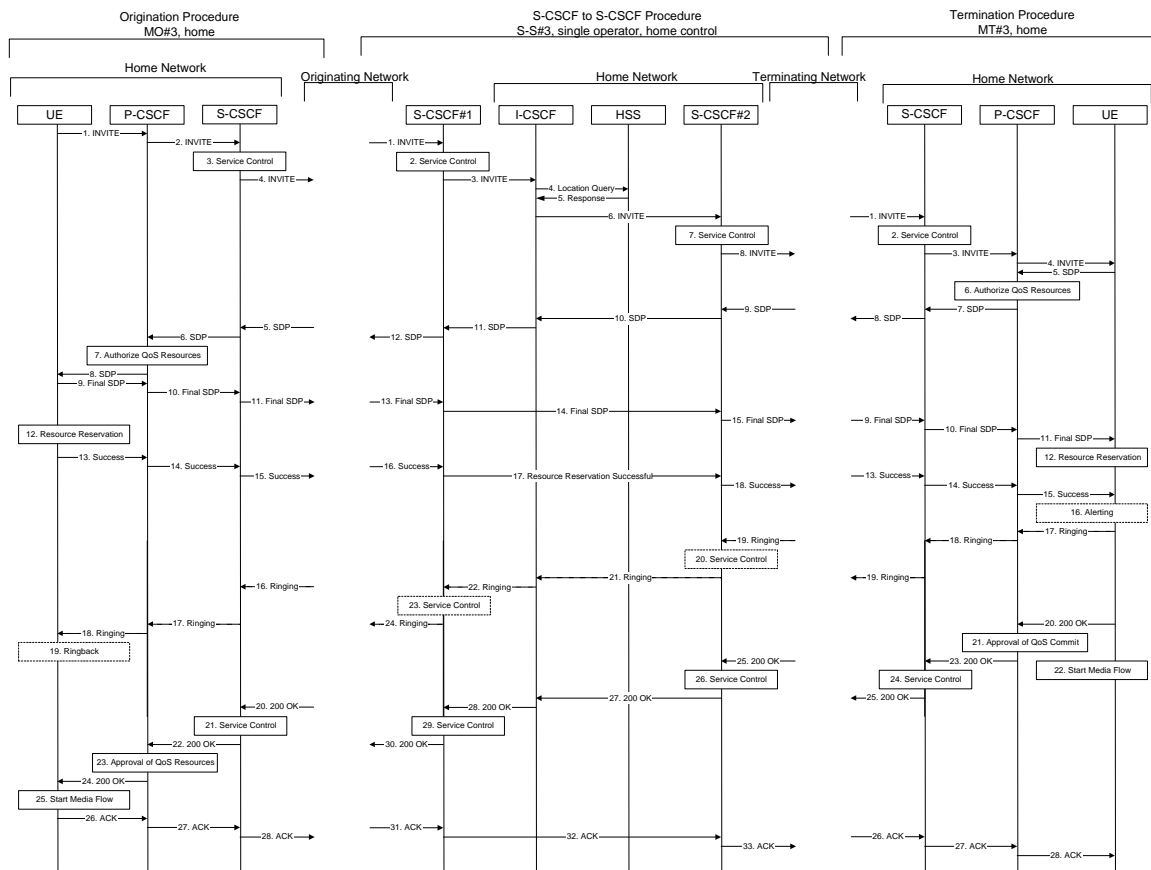 Origination Procedure
MO#3, home
S-CSCF to S-CSCF Procedure
S-S#3, single operator, home control
Termination Procedure
MT#3, home
Home Network
Originating Network
Home Network
Terminating Network
Home Network
UE
P-CSCF
S-CSCF
S-CSCF#1
I-CSCF
HSS
S-CSCF#2
S-CSCF
P-CSCF
UE
1. INVITE
2. INVITE
3. Service Control
4. INVITE
5. SDP
6. SDP
7. Authorize QoS Resources
8. SDP
9. Final SDP
10. Final SDP
11. Final SDP
12. Resource Reservation
13. Success
14. Success
15. Success
16. Ringing
17. Ringing
18. Ringing
19. Ringback
20. 200 OK
21. Service Control
22. 200 OK
23. Approval of QoS Resources
24. 200 OK
25. Start Media Flow
26. ACK
27. ACK
28. ACK
1. INVITE
2. Service Control
3. INVITE
4. Location Query
5. Response
6. INVITE
7. Service Control
8. INVITE
9. SDP
10. SDP
11. SDP
12. SDP
13. Final SDP
14. Final SDP
15. Final SDP
16. Success
17. Resource Reservation Successful
18. Success
19. Ringing
20. Service Control
21. Ringing
22. Ringing
23. Service Control
24. Ringing
25. 200 OK
26. Service Control
27. 200 OK
28. 200 OK
29. Service Control
30. 200 OK
31. ACK
32. ACK
33. ACK
1. INVITE
2. Service Control
3. INVITE
4. INVITE
5. SDP
6. Authorize QoS Resources
7. SDP
8. SDP
9. Final SDP
10. Final SDP
11. Final SDP
12. Resource Reservation
13. Success
14. Success
15. Success
16. Alerting
17. Ringing
18. Ringing
19. Ringing
20. 200 OK
21. Approval of QoS Commit
22. Start Media Flow
23. 200 OK
24. Service Control
25. 200 OK
26. ACK
27. ACK
28. ACK